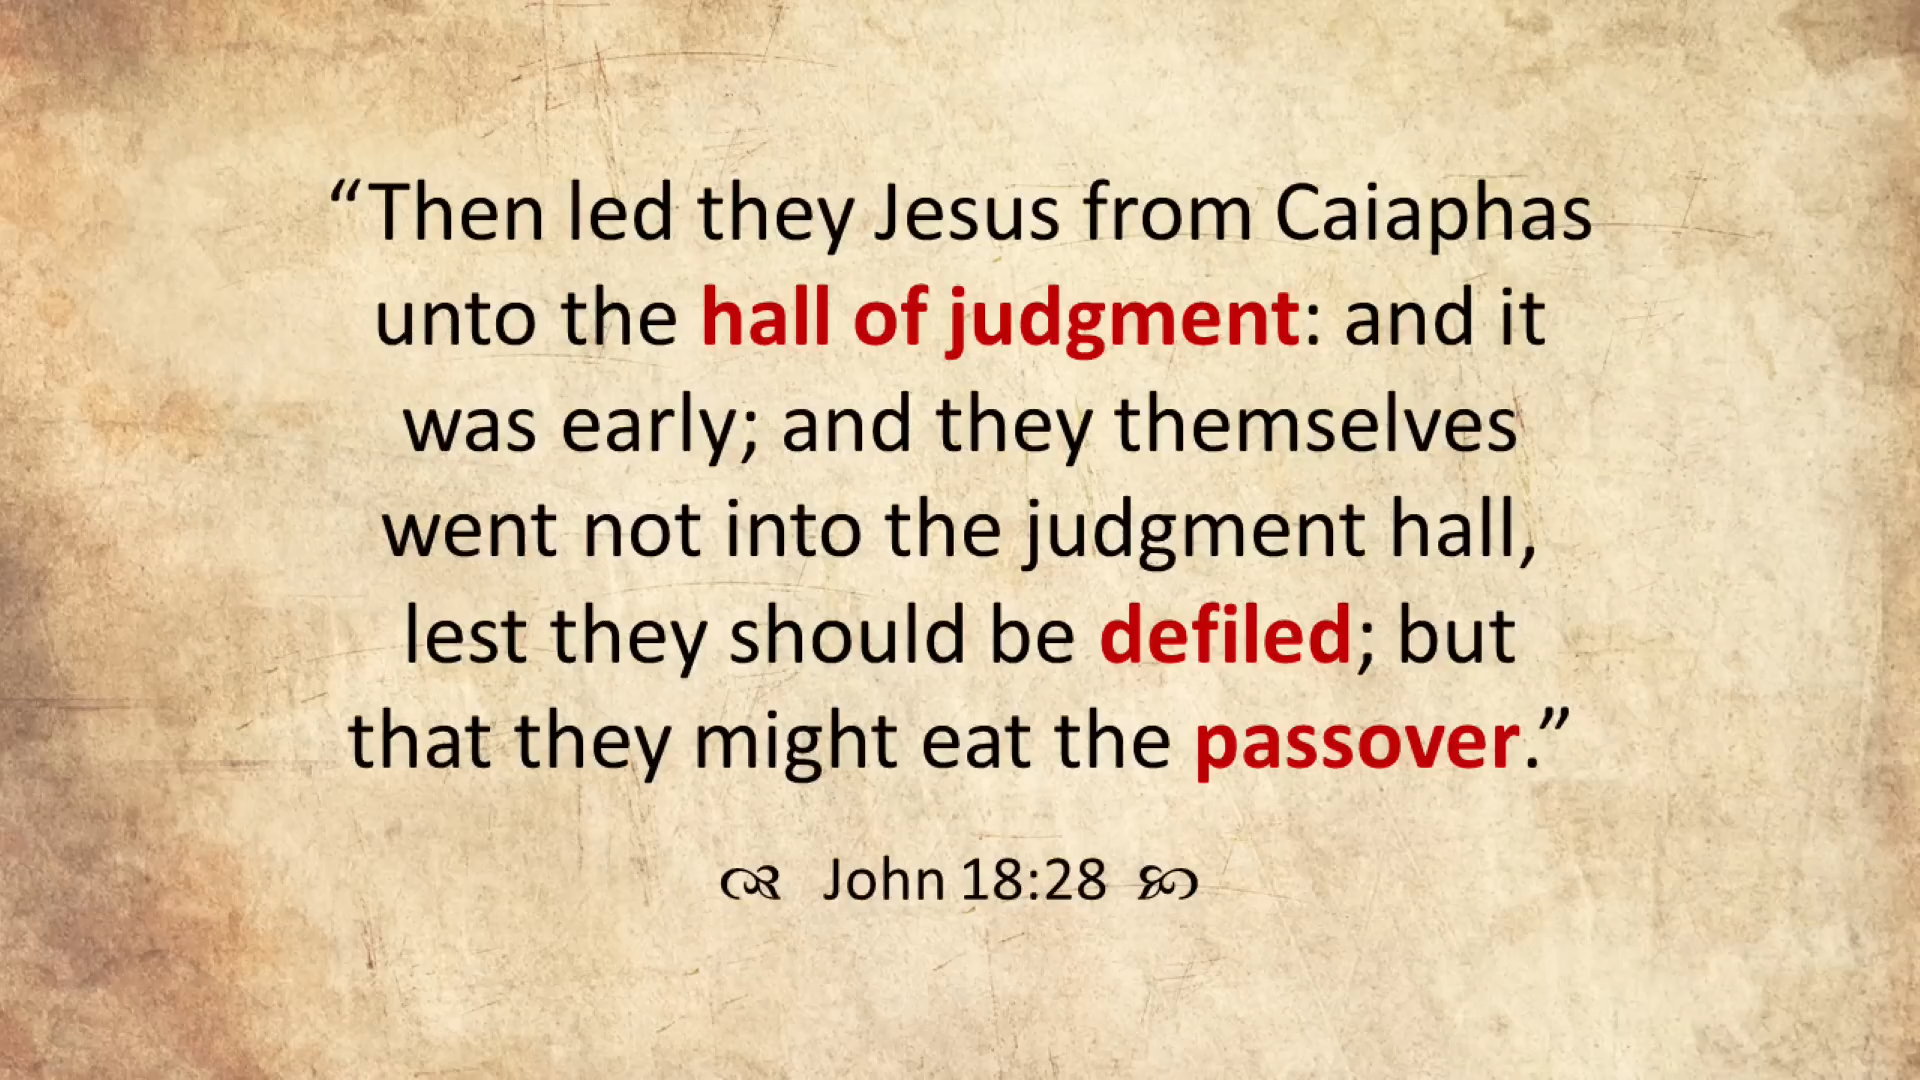 “Then led they Jesus from Caiaphas
unto the hall of judgment: and it
was early; and they themselves
went not into the judgment hall,
lest they should be defiled; but
that they might eat the passover.”
John 18:28